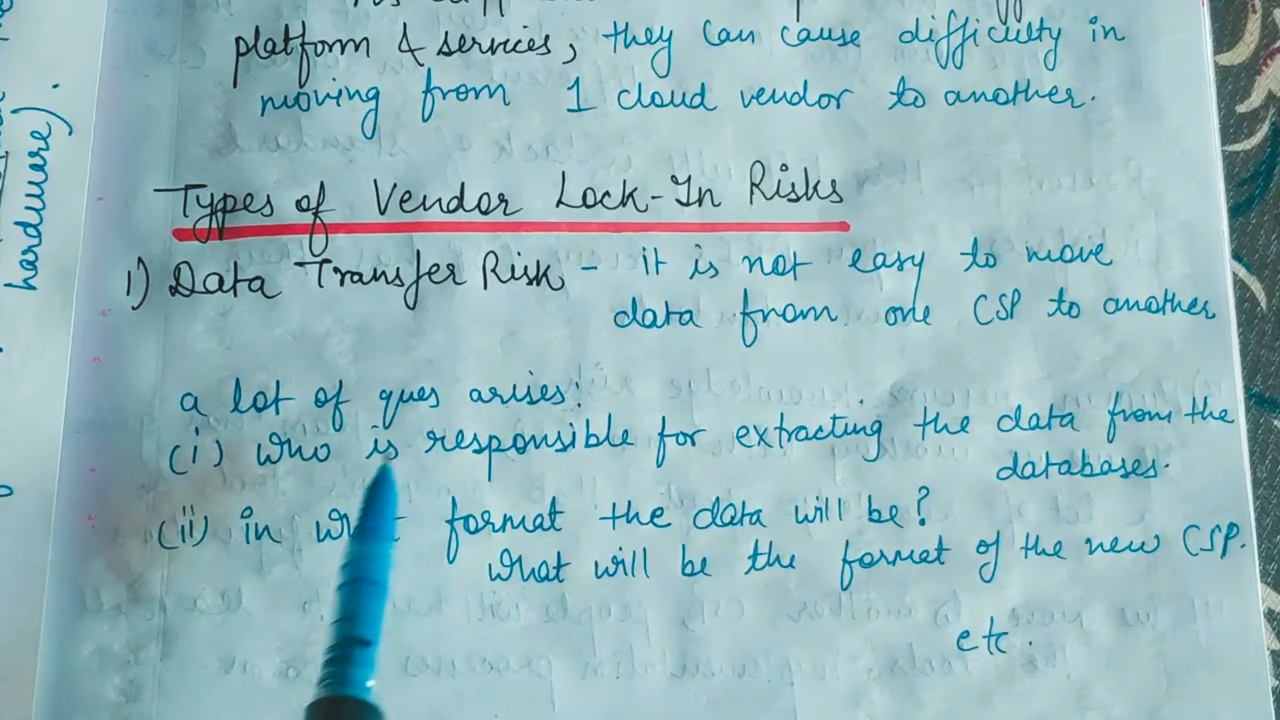 platform & services, they can cause difficulty in
moving from 1 cloud vendor to another.
Types of Vendor Lock-In Risks
1) Data Transfer Risk - it is not easy to move
data from one CSP to another
a lot of ques arises:
(i) who is responsible for extracting the data from the
databases.
(ii) in format the data will be?
what will be the format of the new CSP.
etc.
hardware).